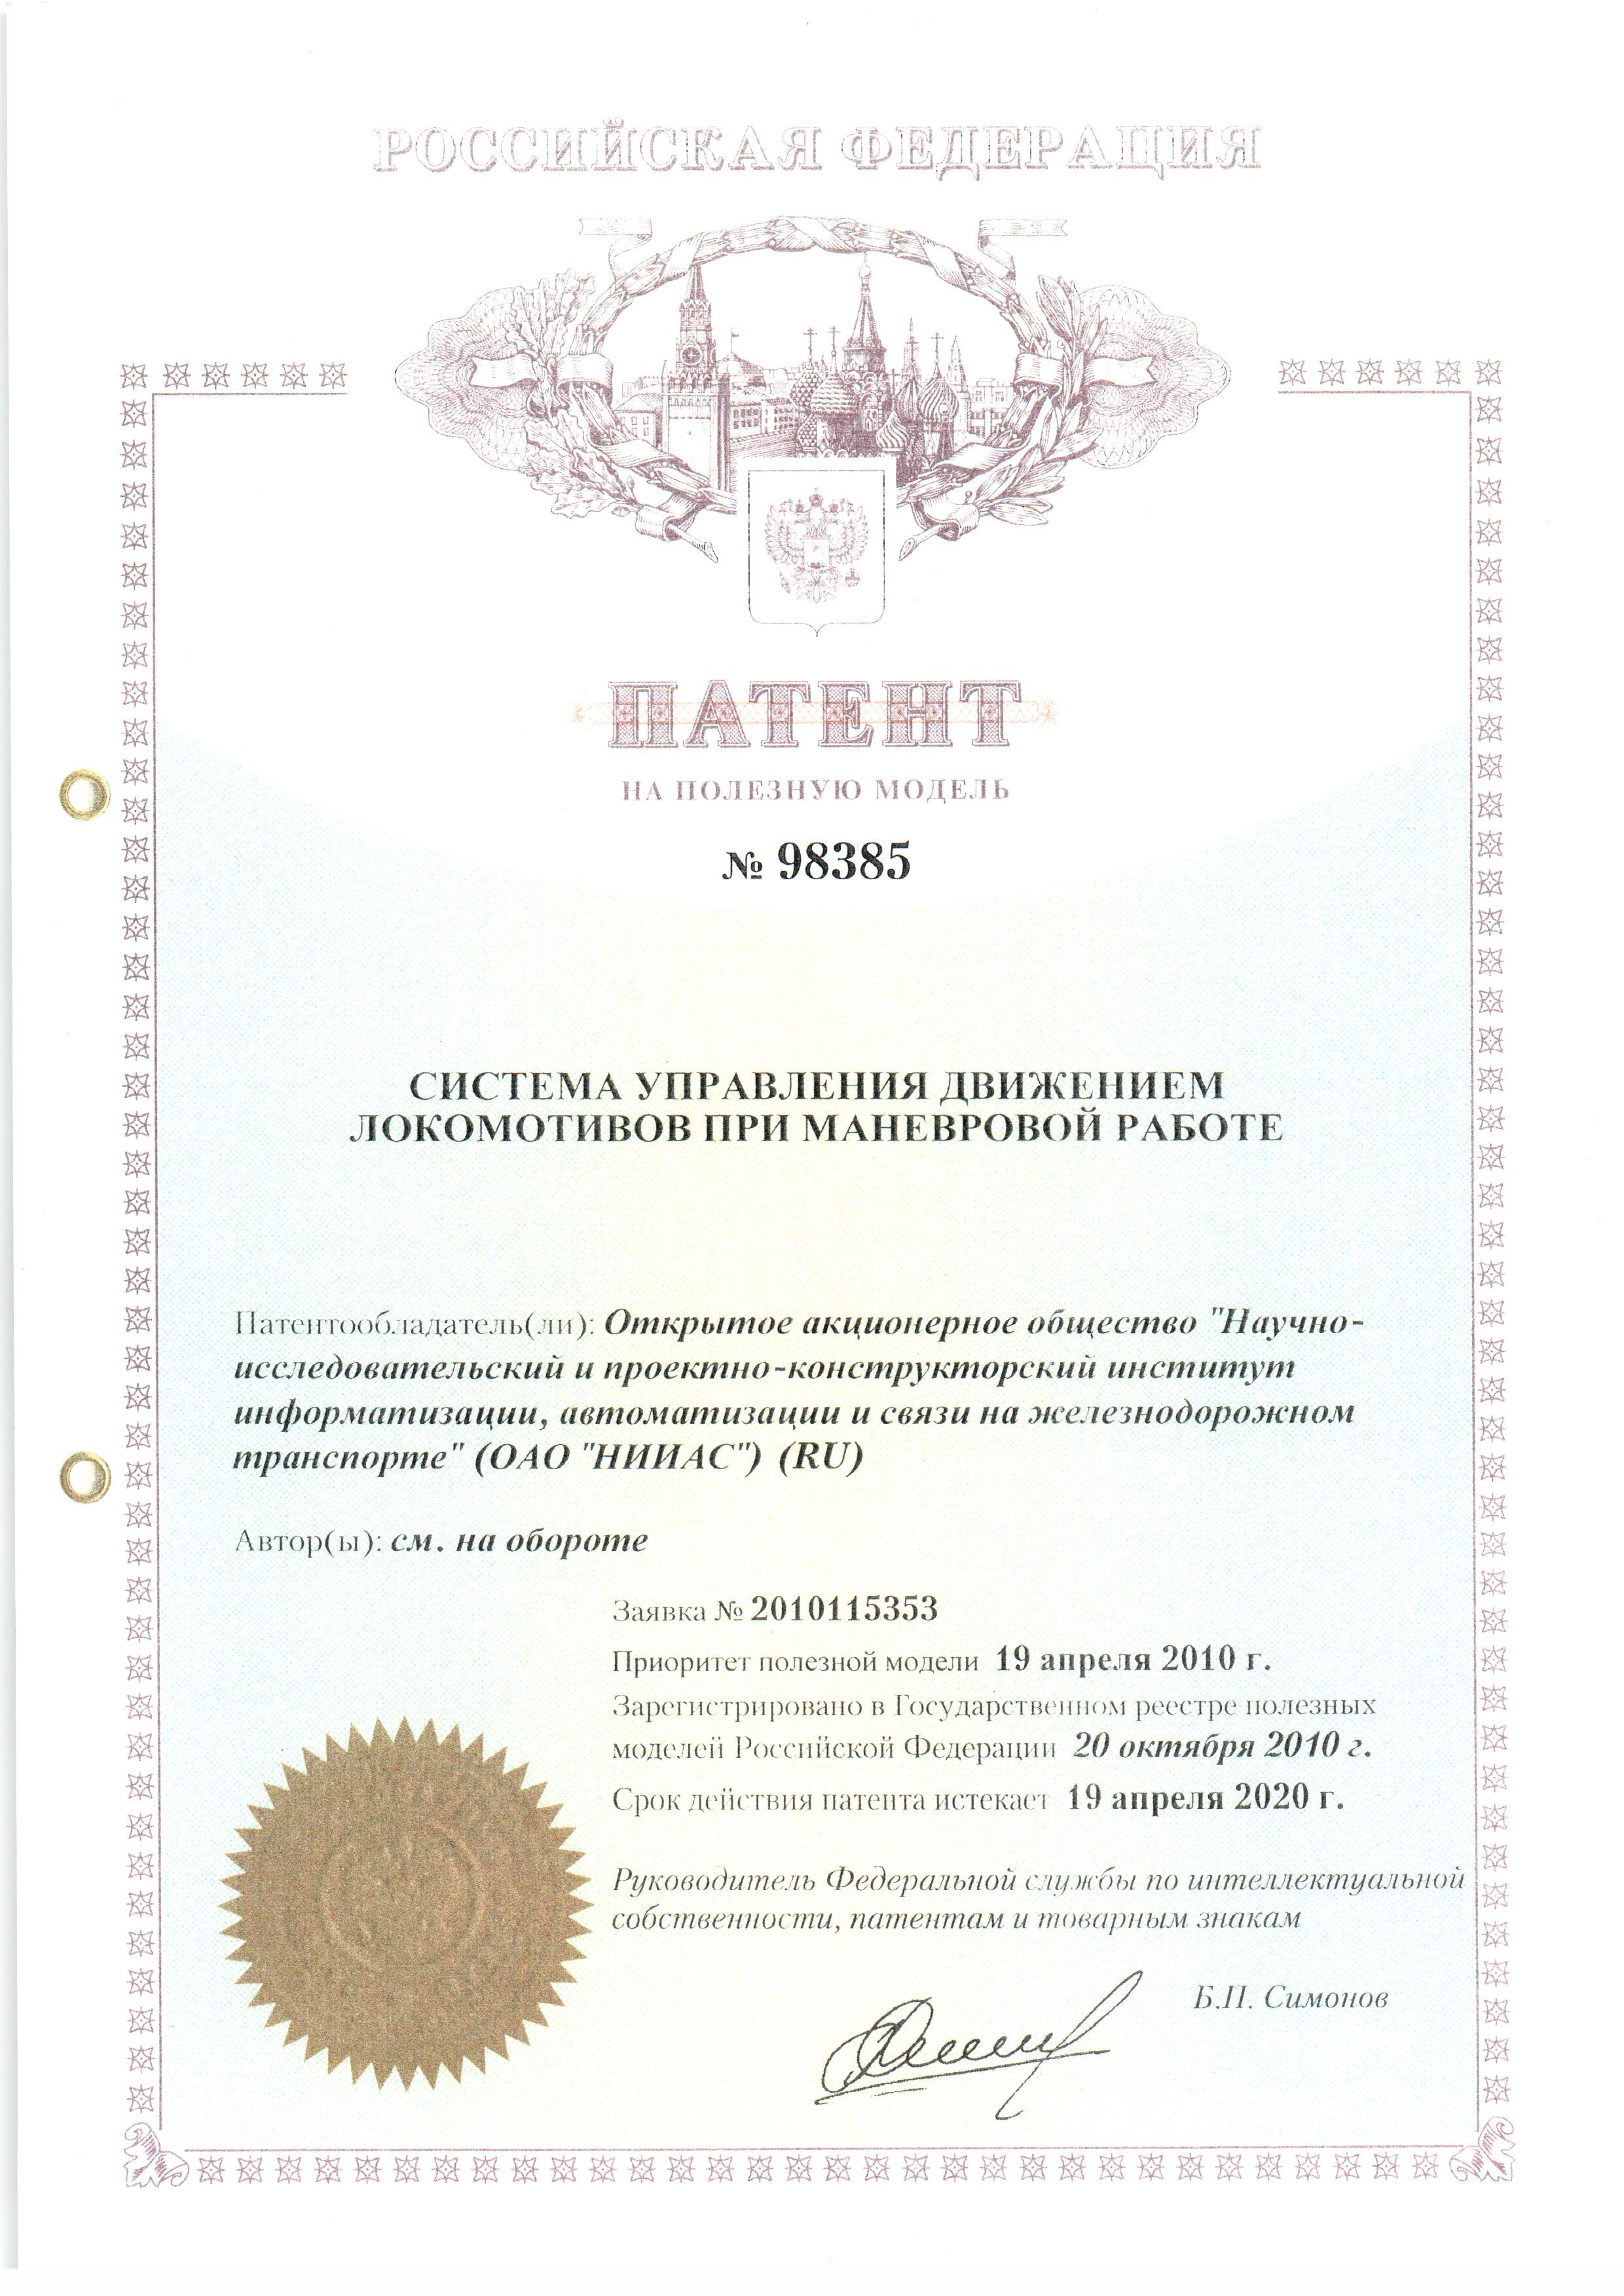 РОССИЙСКАЯ ФЕДЕРАЦИЯ
ПАТЕНТ
НА ПОЛЕЗНУЮ МОДЕЛЬ
№ 98385
СИСТЕМА УПРАВЛЕНИЯ ДВИЖЕНИЕМ
ЛОКОМОТИВОВ ПРИ МАНЕВРОВОЙ РАБОТЕ
Патентообладатель(ли): Открытое акционерное общество "Научно-
исследовательский и проектно-конструкторский институт
информатизации, автоматизации и связи на железнодорожном
транспорте" (ОАО "НИИАС") (RU)
Автор(ы): см. на обороте
Заявка № 2010115353
Приоритет полезной модели 19 апреля 2010 г.
Зарегистрировано в Государственном реестре полезных
моделей Российской Федерации 20 октября 2010 г.
Срок действия патента истекает 19 апреля 2020 г.
Руководитель Федеральной службы по интеллектуальной
собственности, патентам и товарным знакам
Б.П. Симонов